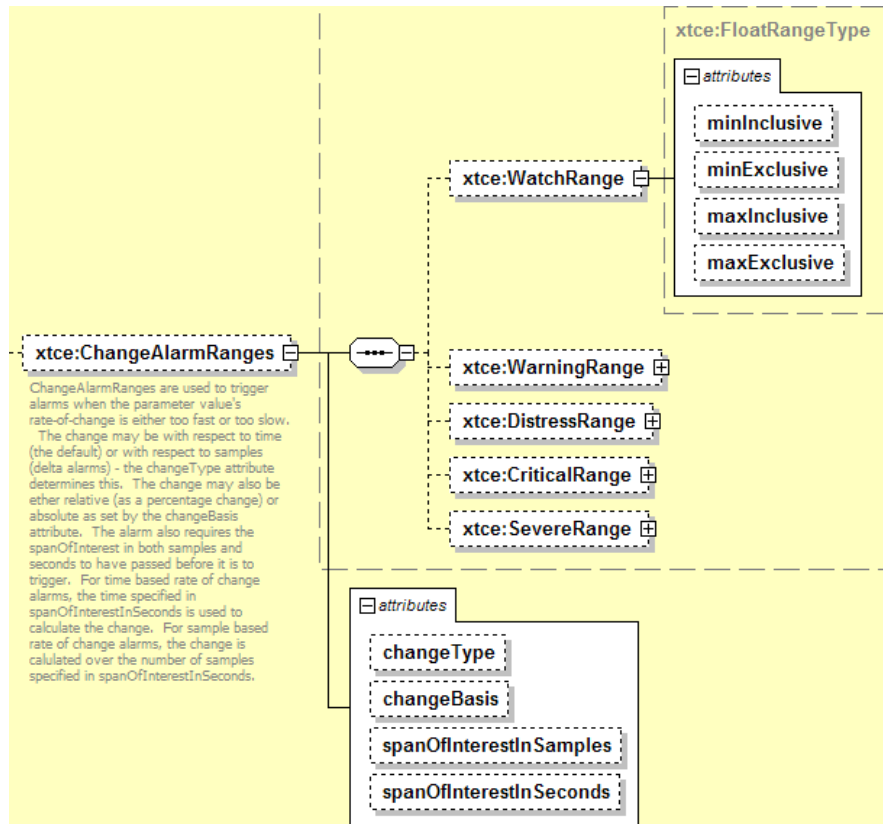 xtce:FloatRangeType
attributes
minInclusive
minExclusive
maxInclusive
maxExclusive
xtce:WatchRange
xtce:ChangeAlarmRanges
ChangeAlarmRanges are used to trigger
alarms when the parameter value's
rate-of-change is either too fast or too slow.
The change may be with respect to time
(the default) or with respect to samples
(delta alarms) - the changeType attribute
determines this.  The change may also be
ether relative (as a percentage change) or
absolute as set by the changeBasis
attribute.  The alarm also requires the
spanOfInterest in both samples and
seconds to have passed before it is to
trigger.  For time based rate of change
alarms, the time specified in
spanOfInterestInSeconds is used to
calculate the change.  For sample based
rate of change alarms, the change is
calulated over the number of samples
specified in spanOfInterestInSeconds.
xtce:WarningRange
xtce:DistressRange
xtce:CriticalRange
xtce:SevereRange
attributes
changeType
changeBasis
spanOfInterestInSamples
spanOfInterestInSeconds